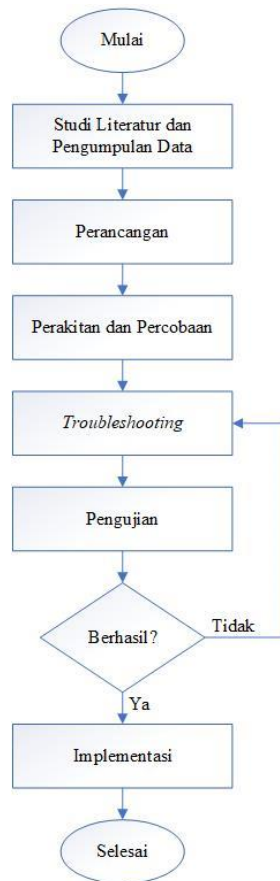 Mulai
Studi Literatur dan
Pengumpulan Data
Perancangan
Perakitan dan Percobaan
Troubleshooting
Pengujian
Berhasil?
Tidak
Ya
Implementasi
Selesai